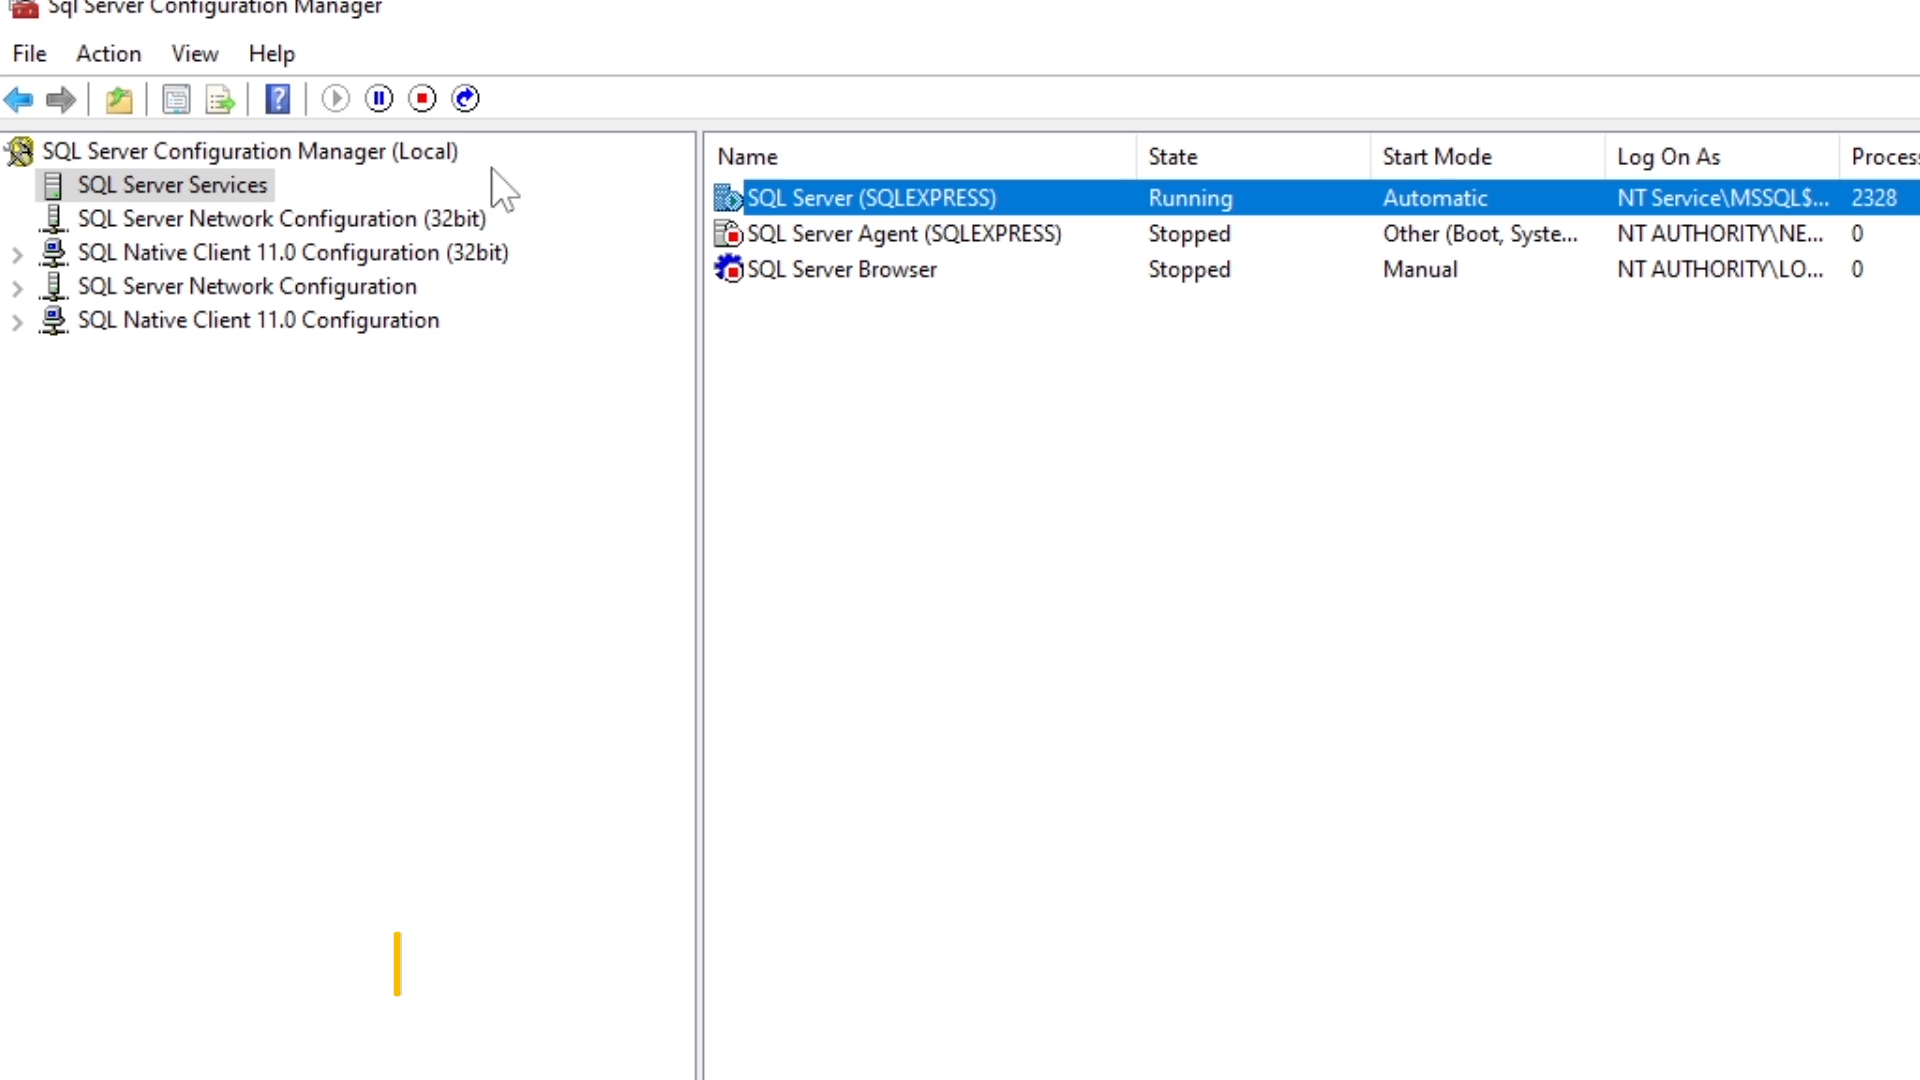 Sql Server Configuration Manager
File Action View Help
SQL Server Configuration Manager (Local)
SQL Server Services
SQL Server Network Configuration (32bit)
SQL Native Client 11.0 Configuration (32bit)
SQL Server Network Configuration
SQL Native Client 11.0 Configuration
Name State Start Mode Log On As Process
SQL Server (SQLEXPRESS) Running Automatic NT Service\MSSQL$... 2328
SQL Server Agent (SQLEXPRESS) Stopped Other (Boot, Syste... NT AUTHORITY\NE... 0
SQL Server Browser Stopped Manual NT AUTHORITY\LO... 0